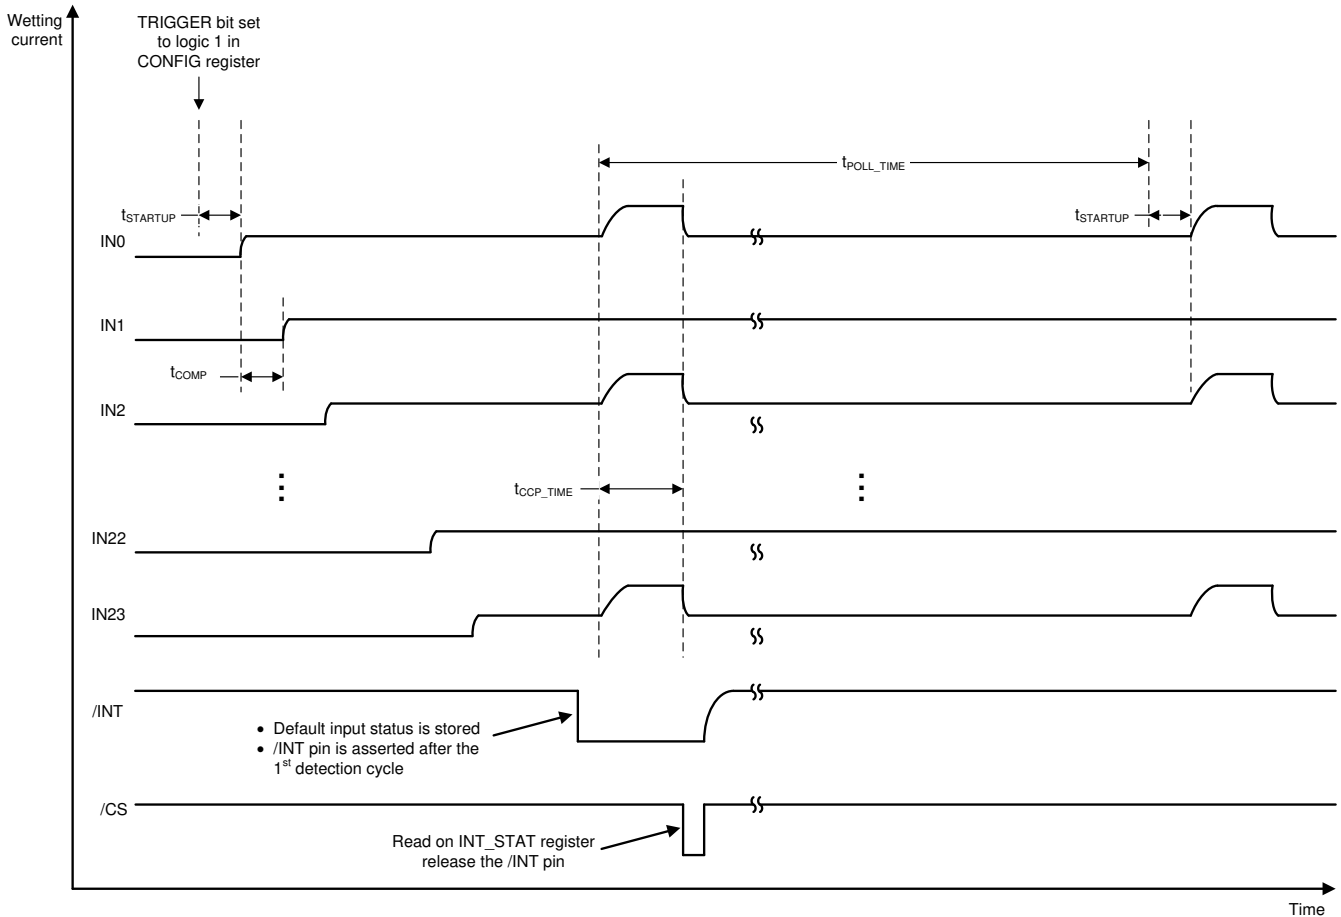 Wetting
current
TRIGGER bit set
to logic 1 in
CONFIG register
tPOLL_TIME
tSTARTUP
tSTARTUP
IN0
IN1
tCOMP
IN2
tCCP_TIME
IN22
IN23
/INT
• Default input status is stored
• /INT pin is asserted after the
1st detection cycle
/CS
Read on INT_STAT register
release the /INT pin
Time